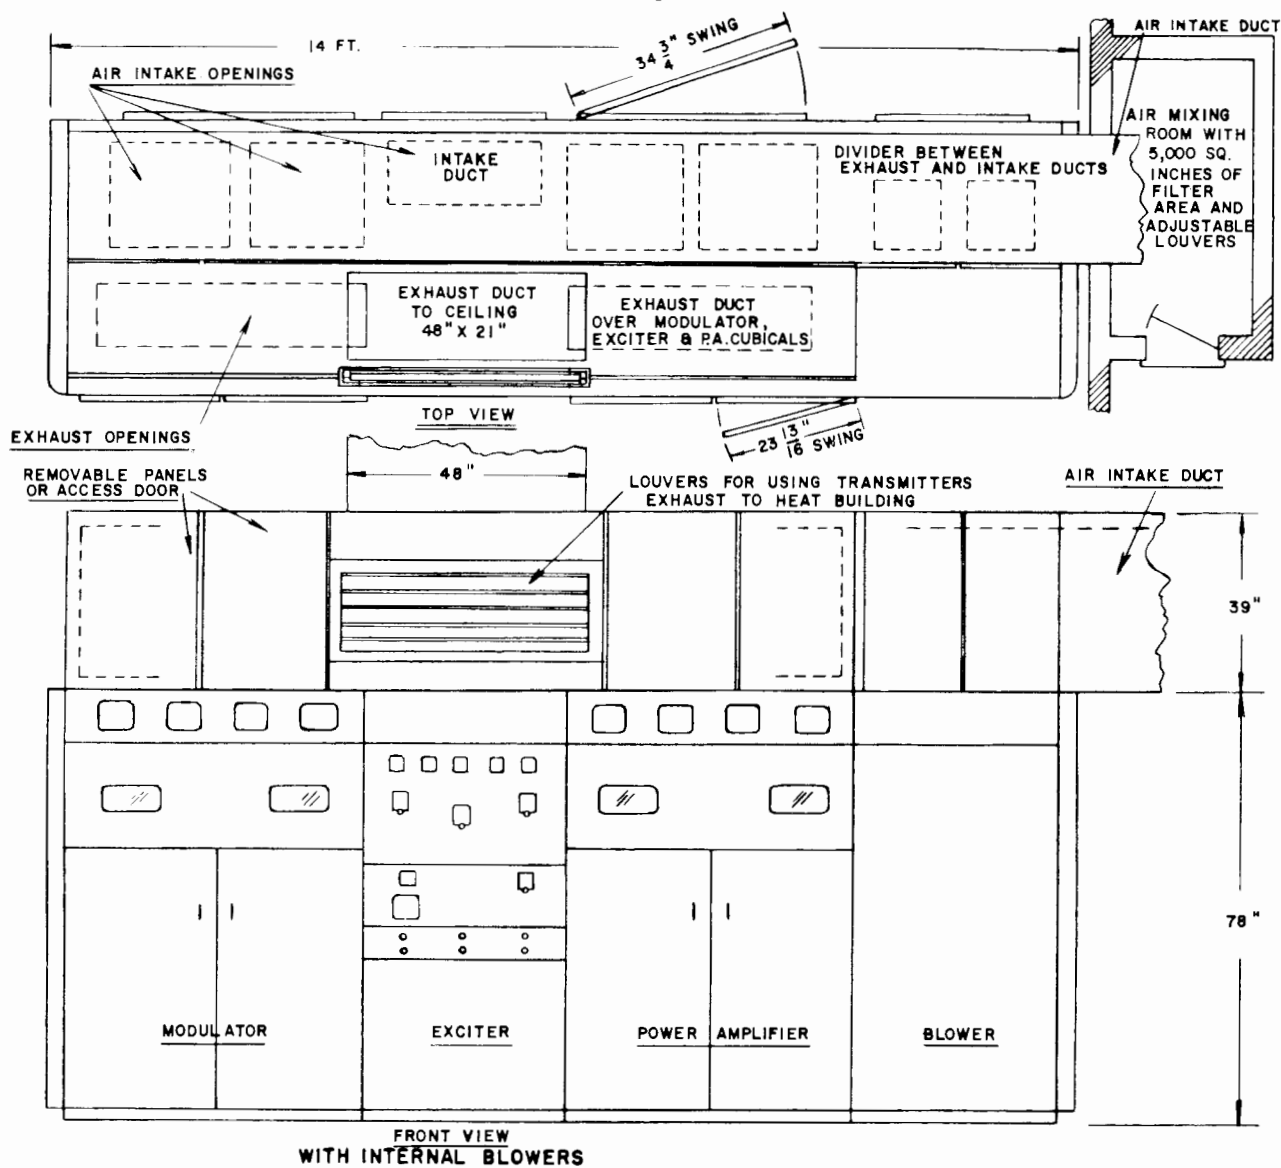 14 FT.
34 3/4" SWING
AIR INTAKE DUCT
AIR INTAKE OPENINGS
INTAKE
DUCT
DIVIDER BETWEEN
EXHAUST AND INTAKE DUCTS
AIR MIXING
ROOM WITH
5,000 SQ.
INCHES OF
FILTER
AREA AND
ADJUSTABLE
LOUVERS
EXHAUST DUCT
TO CEILING
48" X 21"
EXHAUST DUCT
OVER MODULATOR,
EXCITER & P.A. CUBICALS
TOP VIEW
23 13/16" SWING
EXHAUST OPENINGS
REMOVABLE PANELS
OR ACCESS DOOR
48"
LOUVERS FOR USING TRANSMITTERS
EXHAUST TO HEAT BUILDING
AIR INTAKE DUCT
39"
78"
MODULATOR
EXCITER
POWER AMPLIFIER
BLOWER
FRONT VIEW
WITH INTERNAL BLOWERS